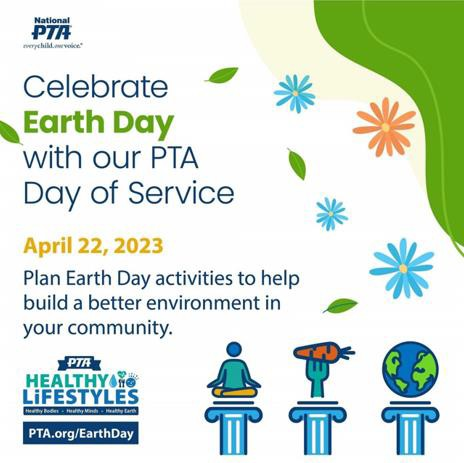 National
PTA®
everychild.onevoice.®
Celebrate
Earth Day
with our PTA
Day of Service
April 22, 2023
Plan Earth Day activities to help
build a better environment in
your community.
PTA
HEALTHY
LiFESTYLES
Healthy Bodies • Healthy Minds • Healthy Earth
PTA.org/EarthDay